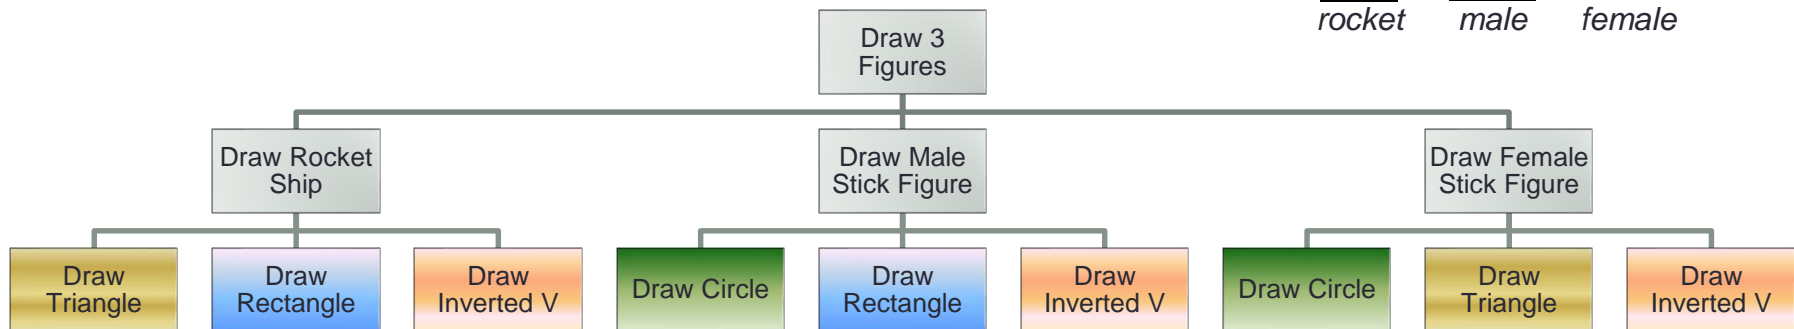 rocket male female
Draw 3
Figures
Draw Rocket
Ship
Draw Male
Stick Figure
Draw Female
Stick Figure
Draw
Triangle
Draw
Rectangle
Draw
Inverted V
Draw Circle
Draw
Rectangle
Draw
Inverted V
Draw Circle
Draw
Triangle
Draw
Inverted V